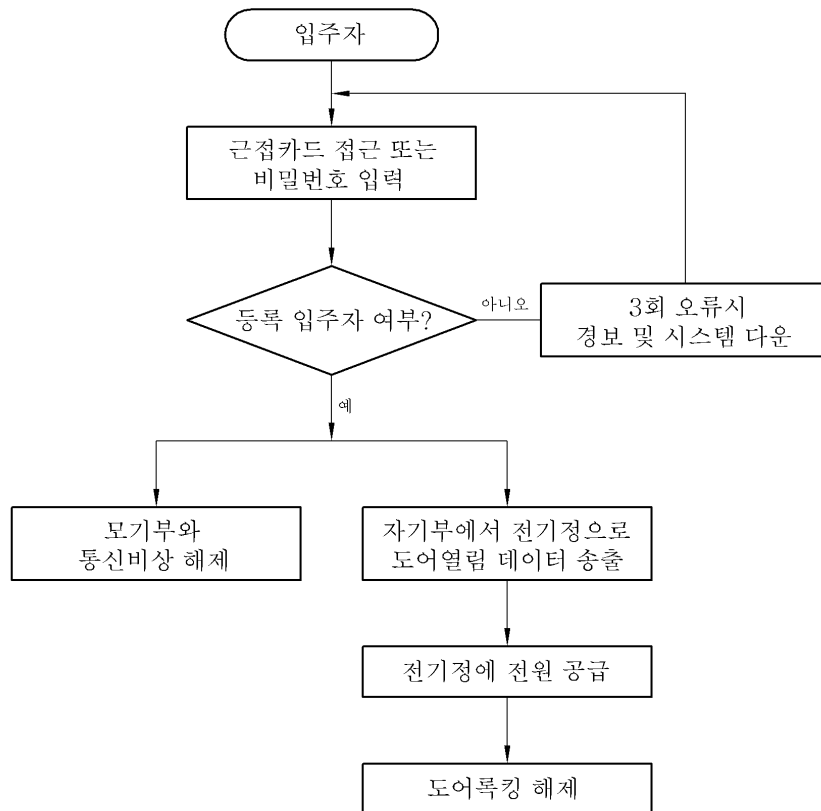 입주자
근접카드 접근 또는
비밀번호 입력
등록 입주자 여부?
아니오
3회 오류시
경보 및 시스템 다운
예
모기부와
통신비상 해제
자기부에서 전기정으로
도어열림 데이터 송출
전기정에 전원 공급
도어록킹 해제